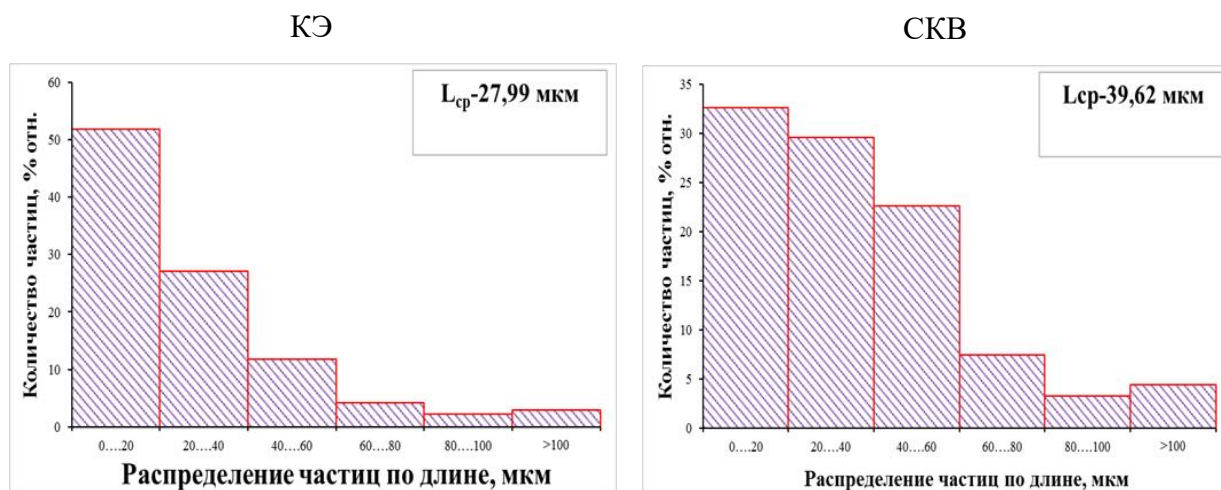 КЭ
СКВ
Lср-27,99 мкм
Количество частиц, % отн.
60
50
40
30
20
10
0
0....20 20....40 40....60 60....80 80....100 >100
Распределение частиц по длине, мкм
Lср-39,62 мкм
Количество частиц, % отн.
35
30
25
20
15
10
5
0
0....20 20....40 40....60 60....80 80....100 >100
Распределение частиц по длине, мкм